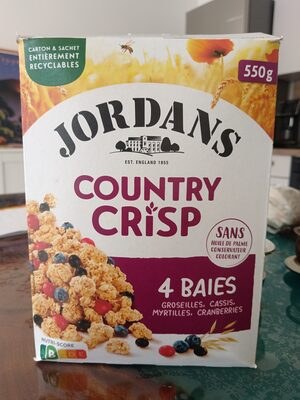 CARTON & SACHET
ENTIÈREMENT
RECYCLABLES
550g
JORDANS
EST. ENGLAND 1855
COUNTRY
CRISP
SANS
HUILE DE PALME
CONSERVATEUR
COLORANT
4 BAIES
GROSEILLES, CASSIS,
MYRTILLES, CRANBERRIES
NUTRI-SCORE